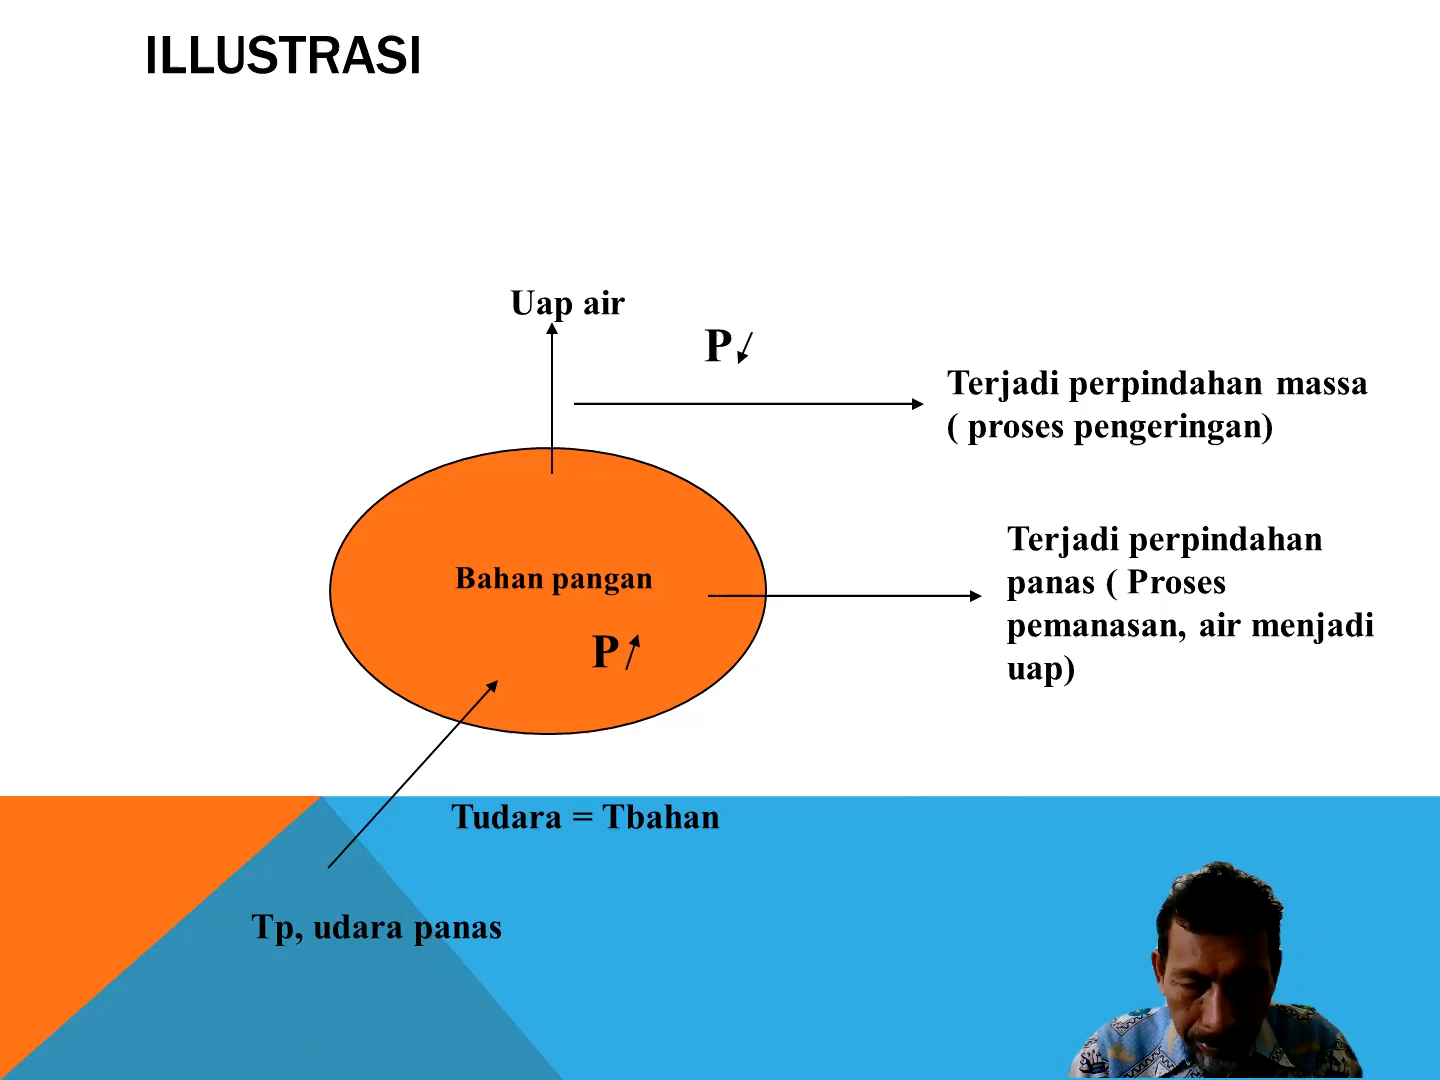 ILLUSTRASI
Uap air
P
Terjadi perpindahan massa
( proses pengeringan)
Terjadi perpindahan
panas ( Proses
pemanasan, air menjadi
uap)
Bahan pangan
P
Tudara = Tbahan
Tp, udara panas